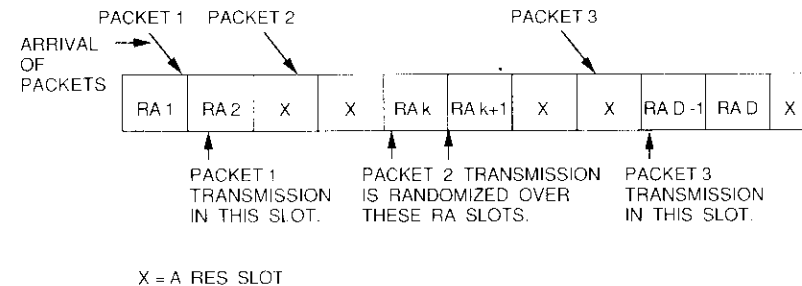 PACKET 1 PACKET 2 PACKET 3
ARRIVAL
OF
PACKETS
RA 1 RA 2 X X RA k RA k+1 X X RA D-1 RA D X
PACKET 1
TRANSMISSION
IN THIS SLOT.
PACKET 2 TRANSMISSION
IS RANDOMIZED OVER
THESE RA SLOTS.
PACKET 3
TRANSMISSION
IN THIS SLOT.
X = A RES SLOT